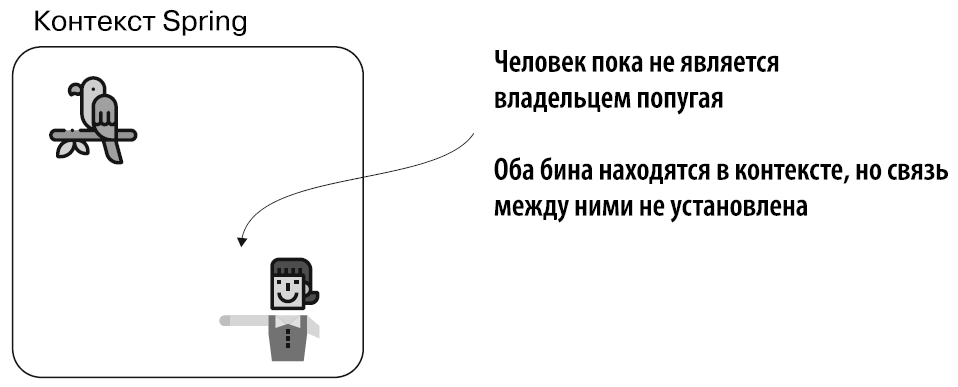 Контекст Spring
Человек пока не является
владельцем попугая
Оба бина находятся в контексте, но связь
между ними не установлена